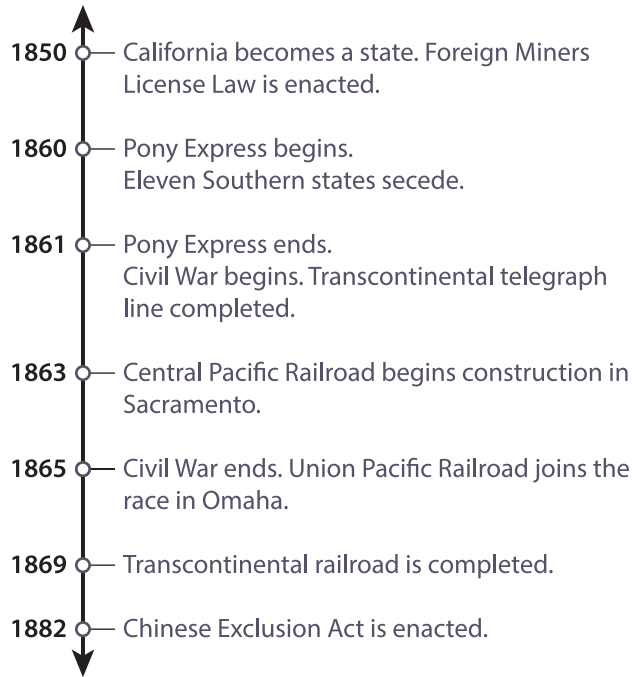 1850 California becomes a state. Foreign Miners
License Law is enacted.
1860 Pony Express begins.
Eleven Southern states secede.
1861 Pony Express ends.
Civil War begins. Transcontinental telegraph
line completed.
1863 Central Pacific Railroad begins construction in
Sacramento.
1865 Civil War ends. Union Pacific Railroad joins the
race in Omaha.
1869 Transcontinental railroad is completed.
1882 Chinese Exclusion Act is enacted.